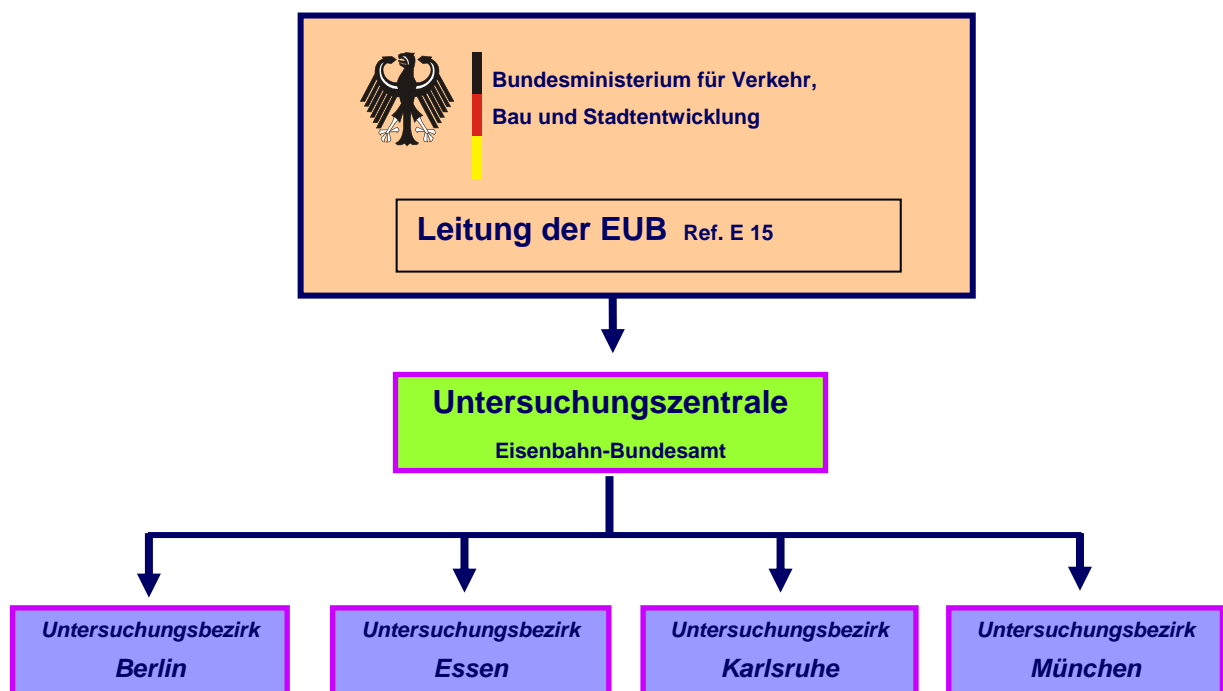 Bundesministerium für Verkehr,
Bau und Stadtentwicklung
Leitung der EUB Ref. E 15
Untersuchungszentrale
Eisenbahn-Bundesamt
Untersuchungsbezirk
Berlin
Untersuchungsbezirk
Essen
Untersuchungsbezirk
Karlsruhe
Untersuchungsbezirk
München